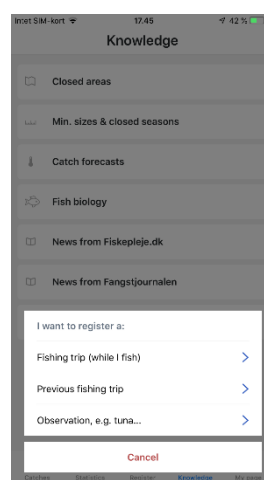 Intet SIM-kort 17.45 42 %
Knowledge
Closed areas
Min. sizes & closed seasons
Catch forecasts
Fish biology
News from Fiskepleje.dk
News from Fangstjournalen
I want to register a:
Fishing trip (while I fish)
Previous fishing trip
Observation, e.g. tuna...
Cancel
Catches Statistics Register Knowledge My page